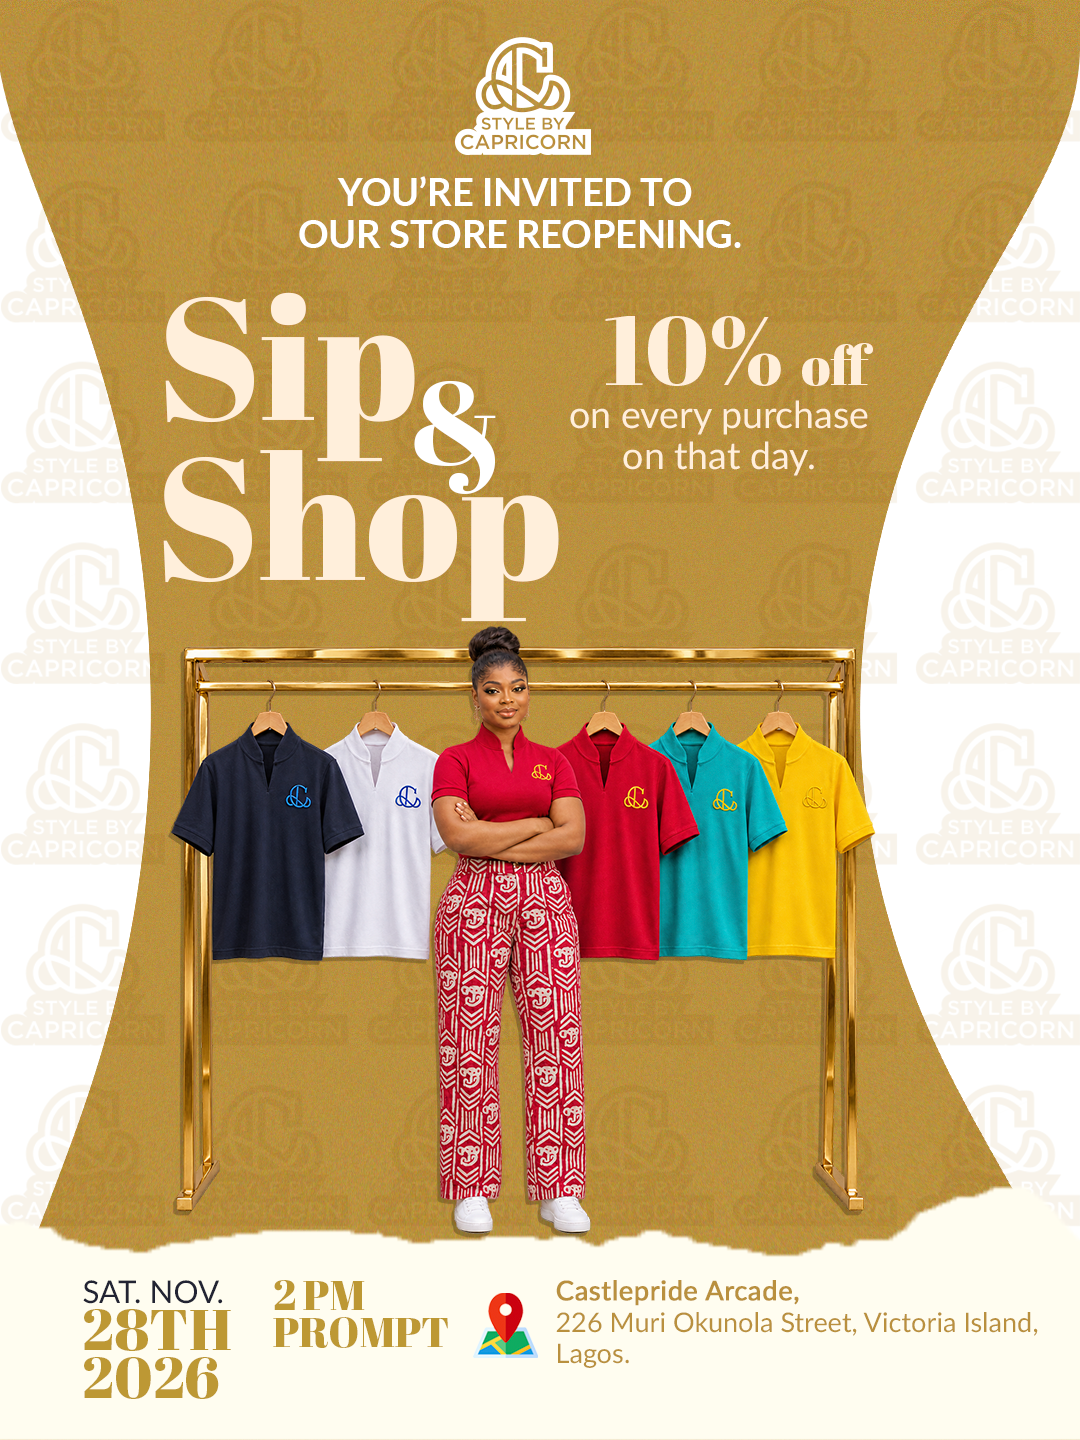 STYLE BY
CAPRICORN
YOU’RE INVITED TO
OUR STORE REOPENING.
Sip
&
Shop
10% off
on every purchase
on that day.
SAT. NOV.
28TH
2026
2 PM
PROMPT
Castlepride Arcade,
226 Muri Okunola Street, Victoria Island,
Lagos.